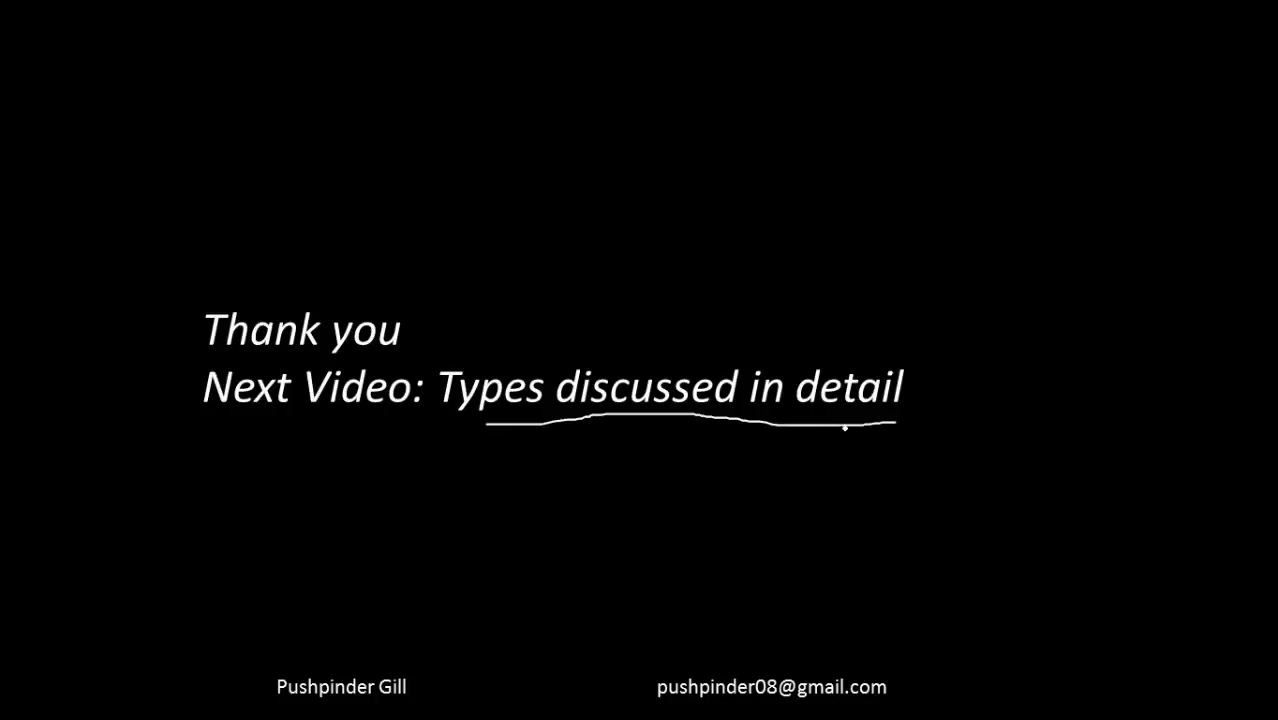 Thank you
Next Video: Types discussed in detail
Pushpinder Gill pushpinder08@gmail.com